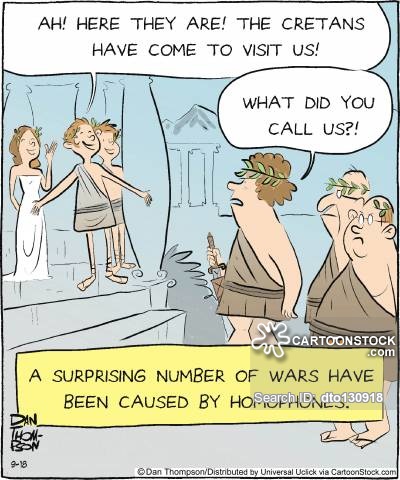 AH! HERE THEY ARE! THE CRETANS
HAVE COME TO VISIT US!
WHAT DID YOU
CALL US?!
CARTOONSTOCK
.com
Search ID: dto130918
A SURPRISING NUMBER OF WARS HAVE
BEEN CAUSED BY HOMOPHONES.
DAN
THOM-
PSON
9-18
©Dan Thompson/Distributed by Universal Uclick via CartoonStock.com